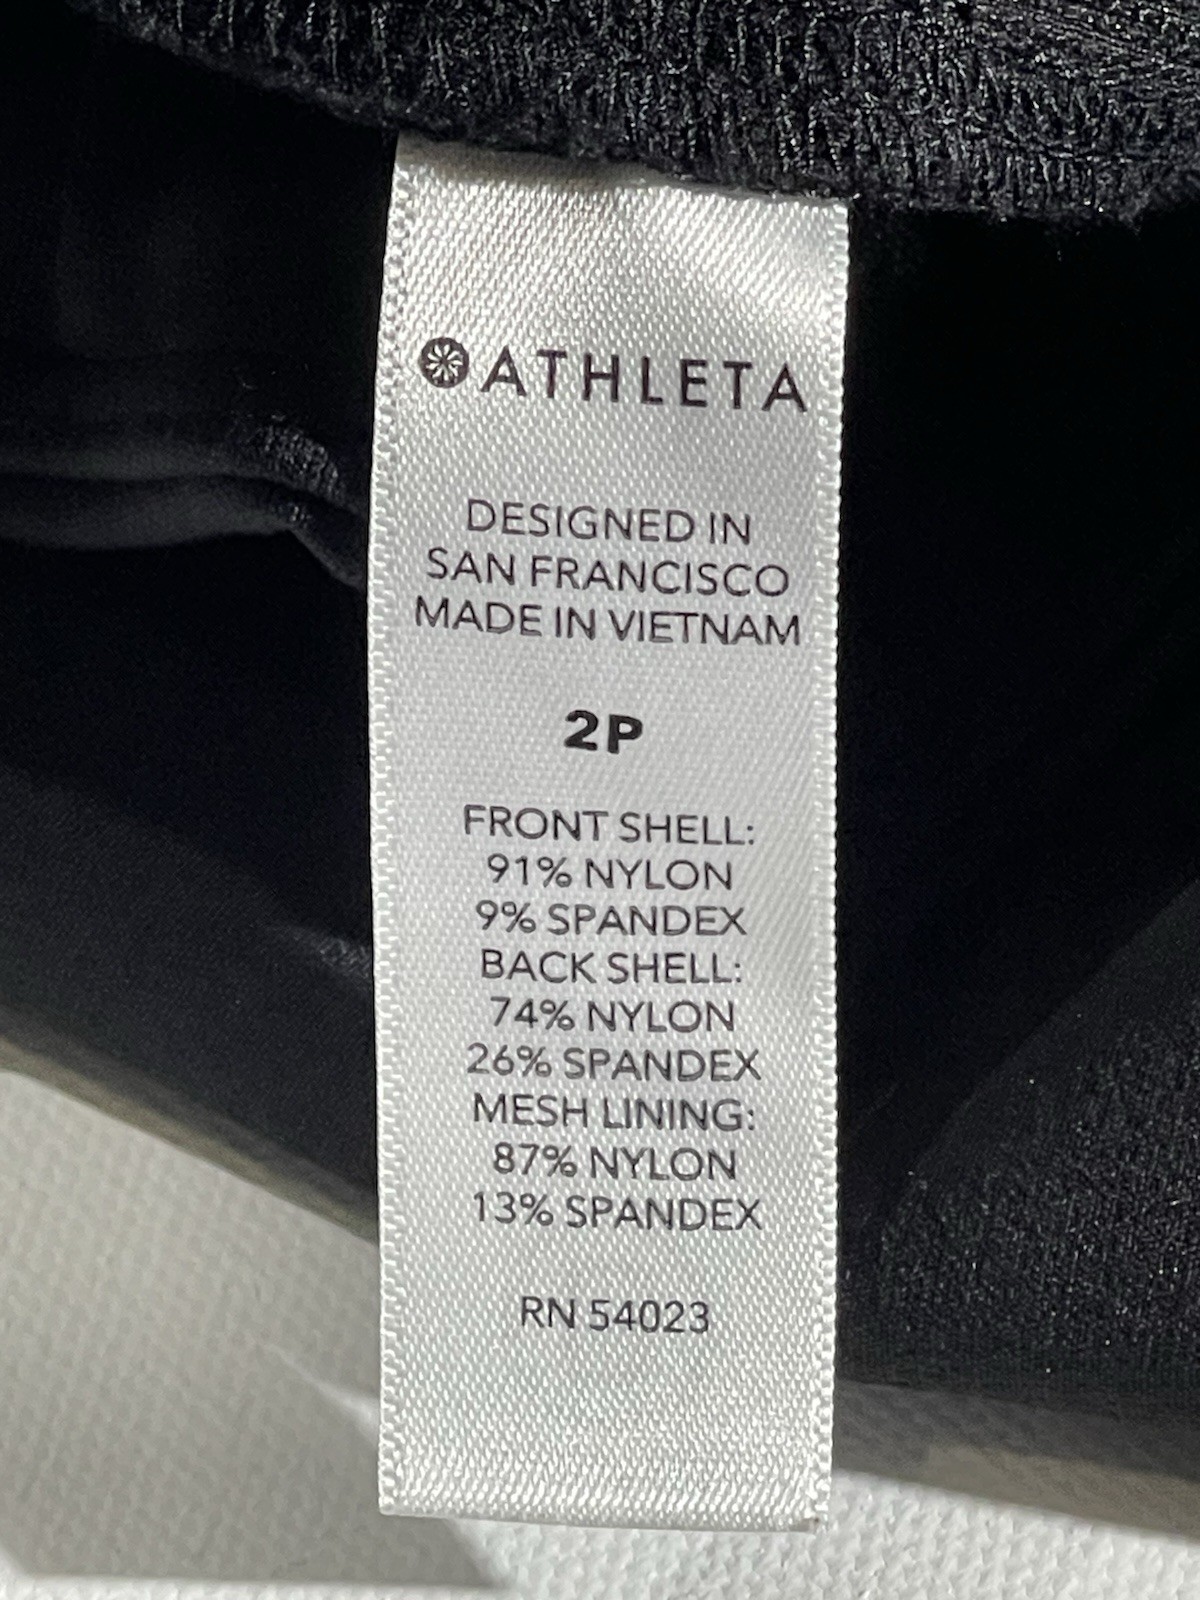 ATHLETA
DESIGNED IN
SAN FRANCISCO
MADE IN VIETNAM
2P
FRONT SHELL:
91% NYLON
9% SPANDEX
BACK SHELL:
74% NYLON
26% SPANDEX
MESH LINING:
87% NYLON
13% SPANDEX
RN 54023